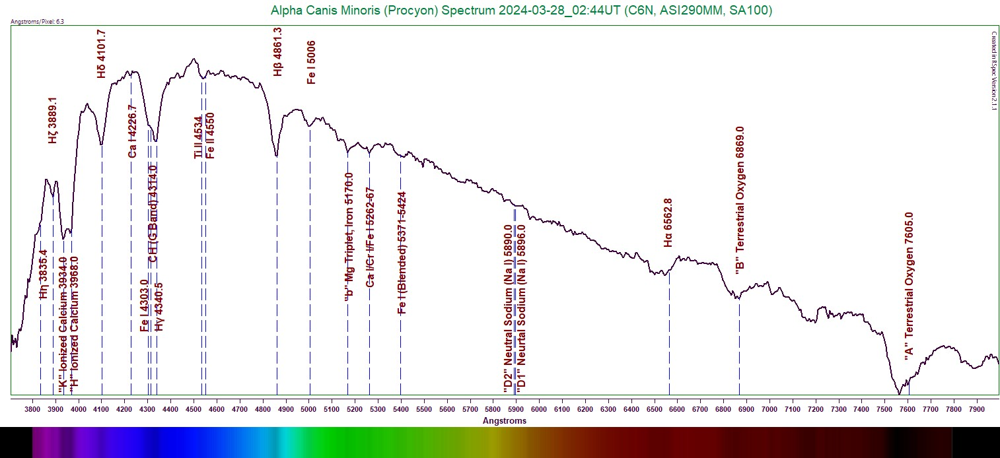 Alpha Canis Minoris (Procyon) Spectrum 2024-03-28_02:44UT (C6N, ASI290MM, SA100)
Angstroms/Pixel: 6.3
Created in RSpec Version 2.1.1
Hδ 4101.7
Hβ 4861.3
Fe I 5006
Hζ 3889.1
Ca I 4226.7
Ti II 4534
Fe II 4550
"B" Terrestrial Oxygen 6869.0
CH (G Band) 4314.0
"b" Mg Triplet, Iron 5170.0
Ca I/Cr I/Fe I 5262-67
Fe I (Blended) 5371-5424
Hα 6562.8
"A" Terrestrial Oxygen 7605.0
"D2" Neutral Sodium (Na I) 5890.0
"D1" Neurtal Sodium (Na I) 5896.0
Hη 3835.4
"K" Ionized Calcium 3934.0
"H" Ionized Calcium 3968.0
Fe I 4303.0
Hγ 4340.5
3800 3900 4000 4100 4200 4300 4400 4500 4600 4700 4800 4900 5000 5100 5200 5300 5400 5500 5600 5700 5800 5900 6000 6100 6200 6300 6400 6500 6600 6700 6800 6900 7000 7100 7200 7300 7400 7500 7600 7700 7800 7900
Angstroms